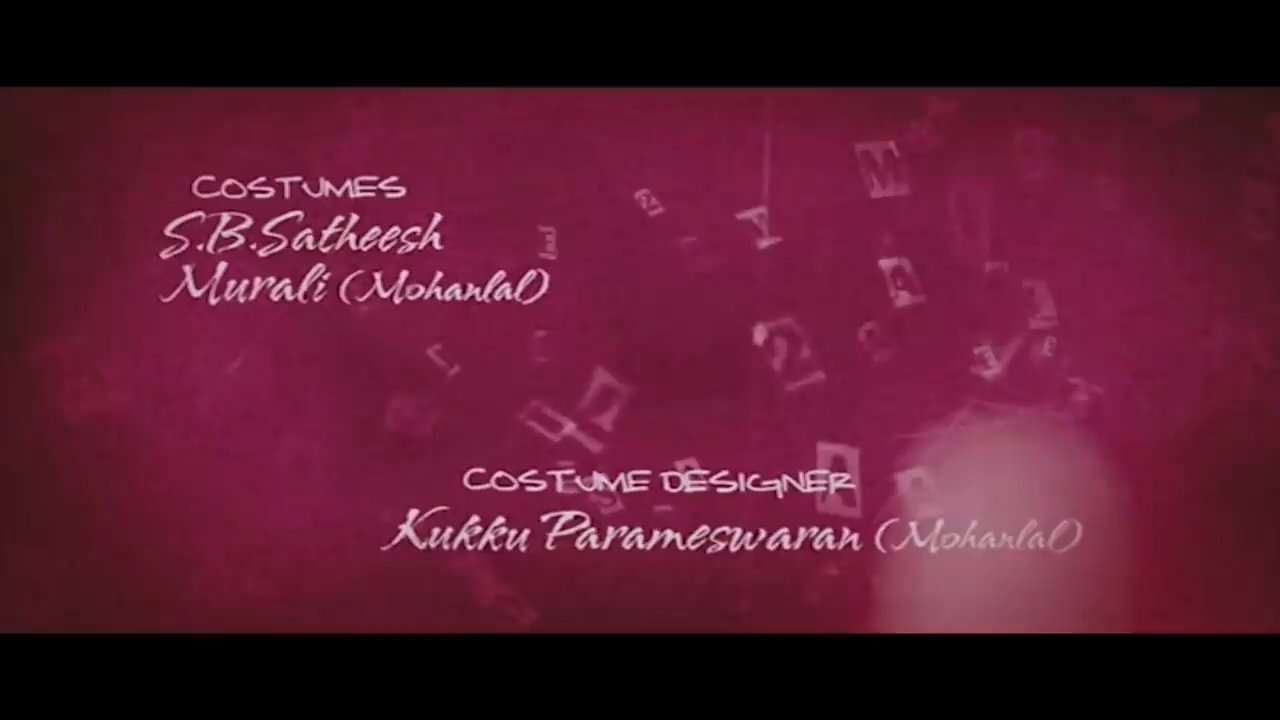 COSTUMES
S.B.Satheesh
Murali (Mohanlal)
COSTUME DESIGNER
Kukku Parameswaran (Mohanlal)